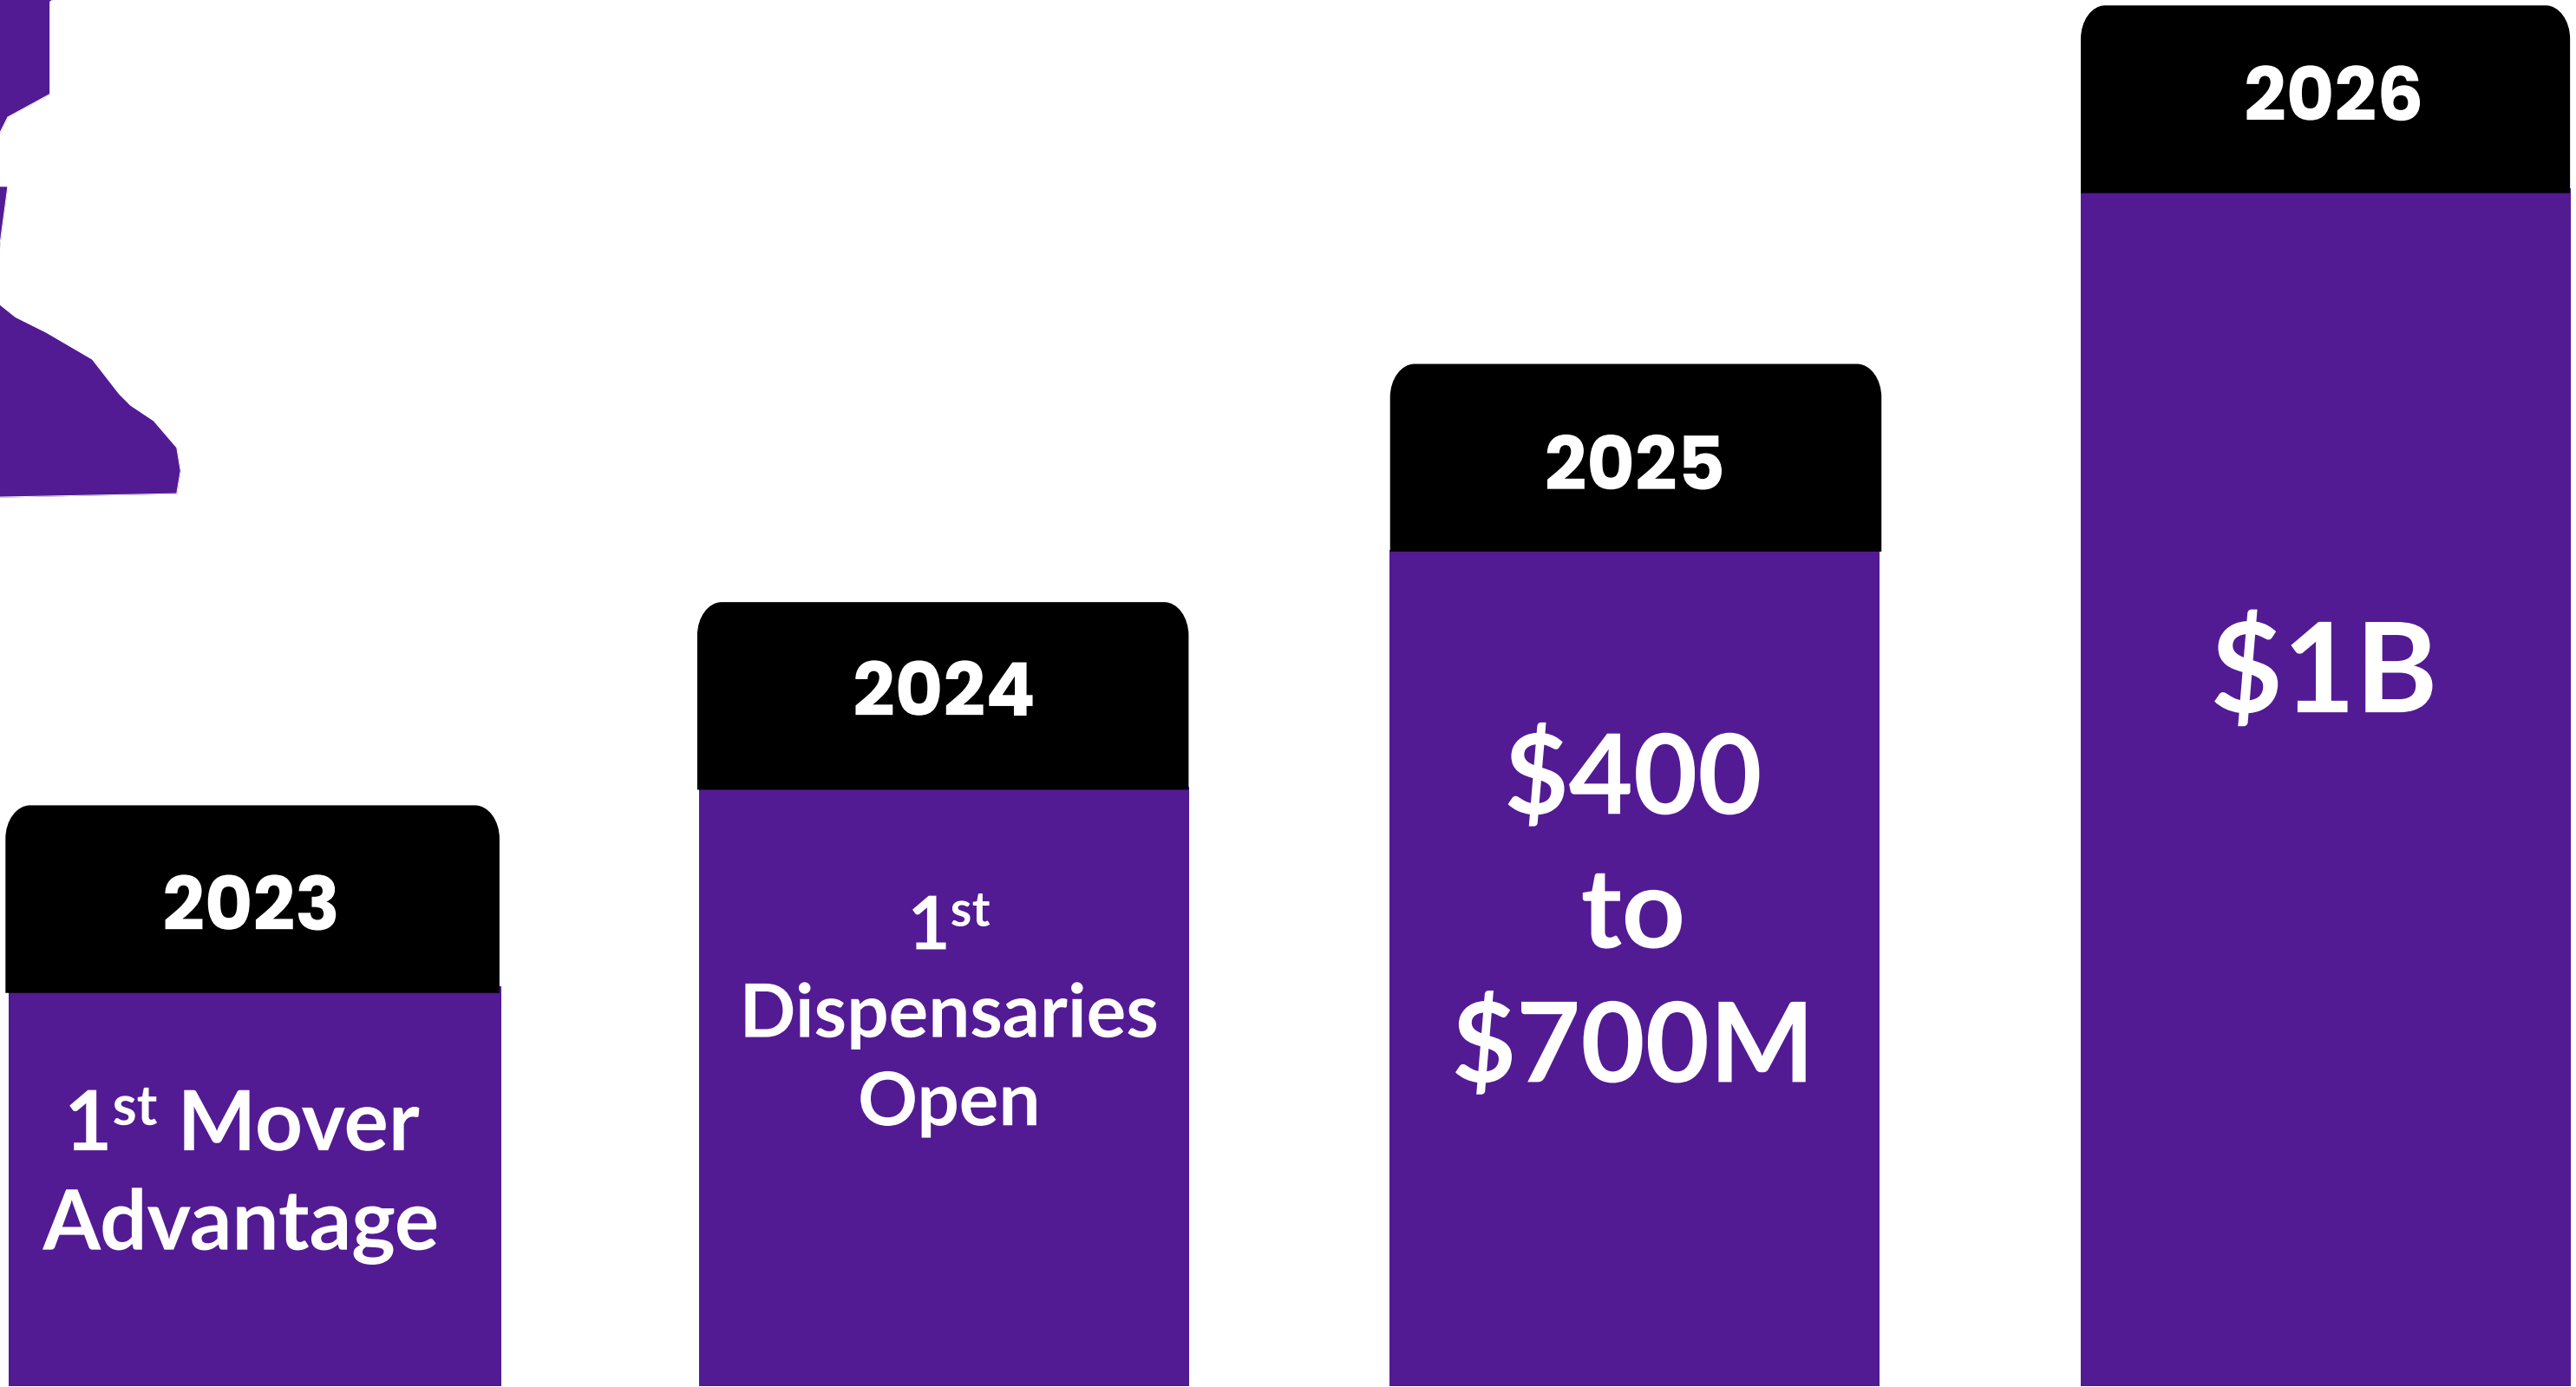 2023
1st Mover
Advantage
2024
1st
Dispensaries
Open
2025
$400
to
$700M
2026
$1B